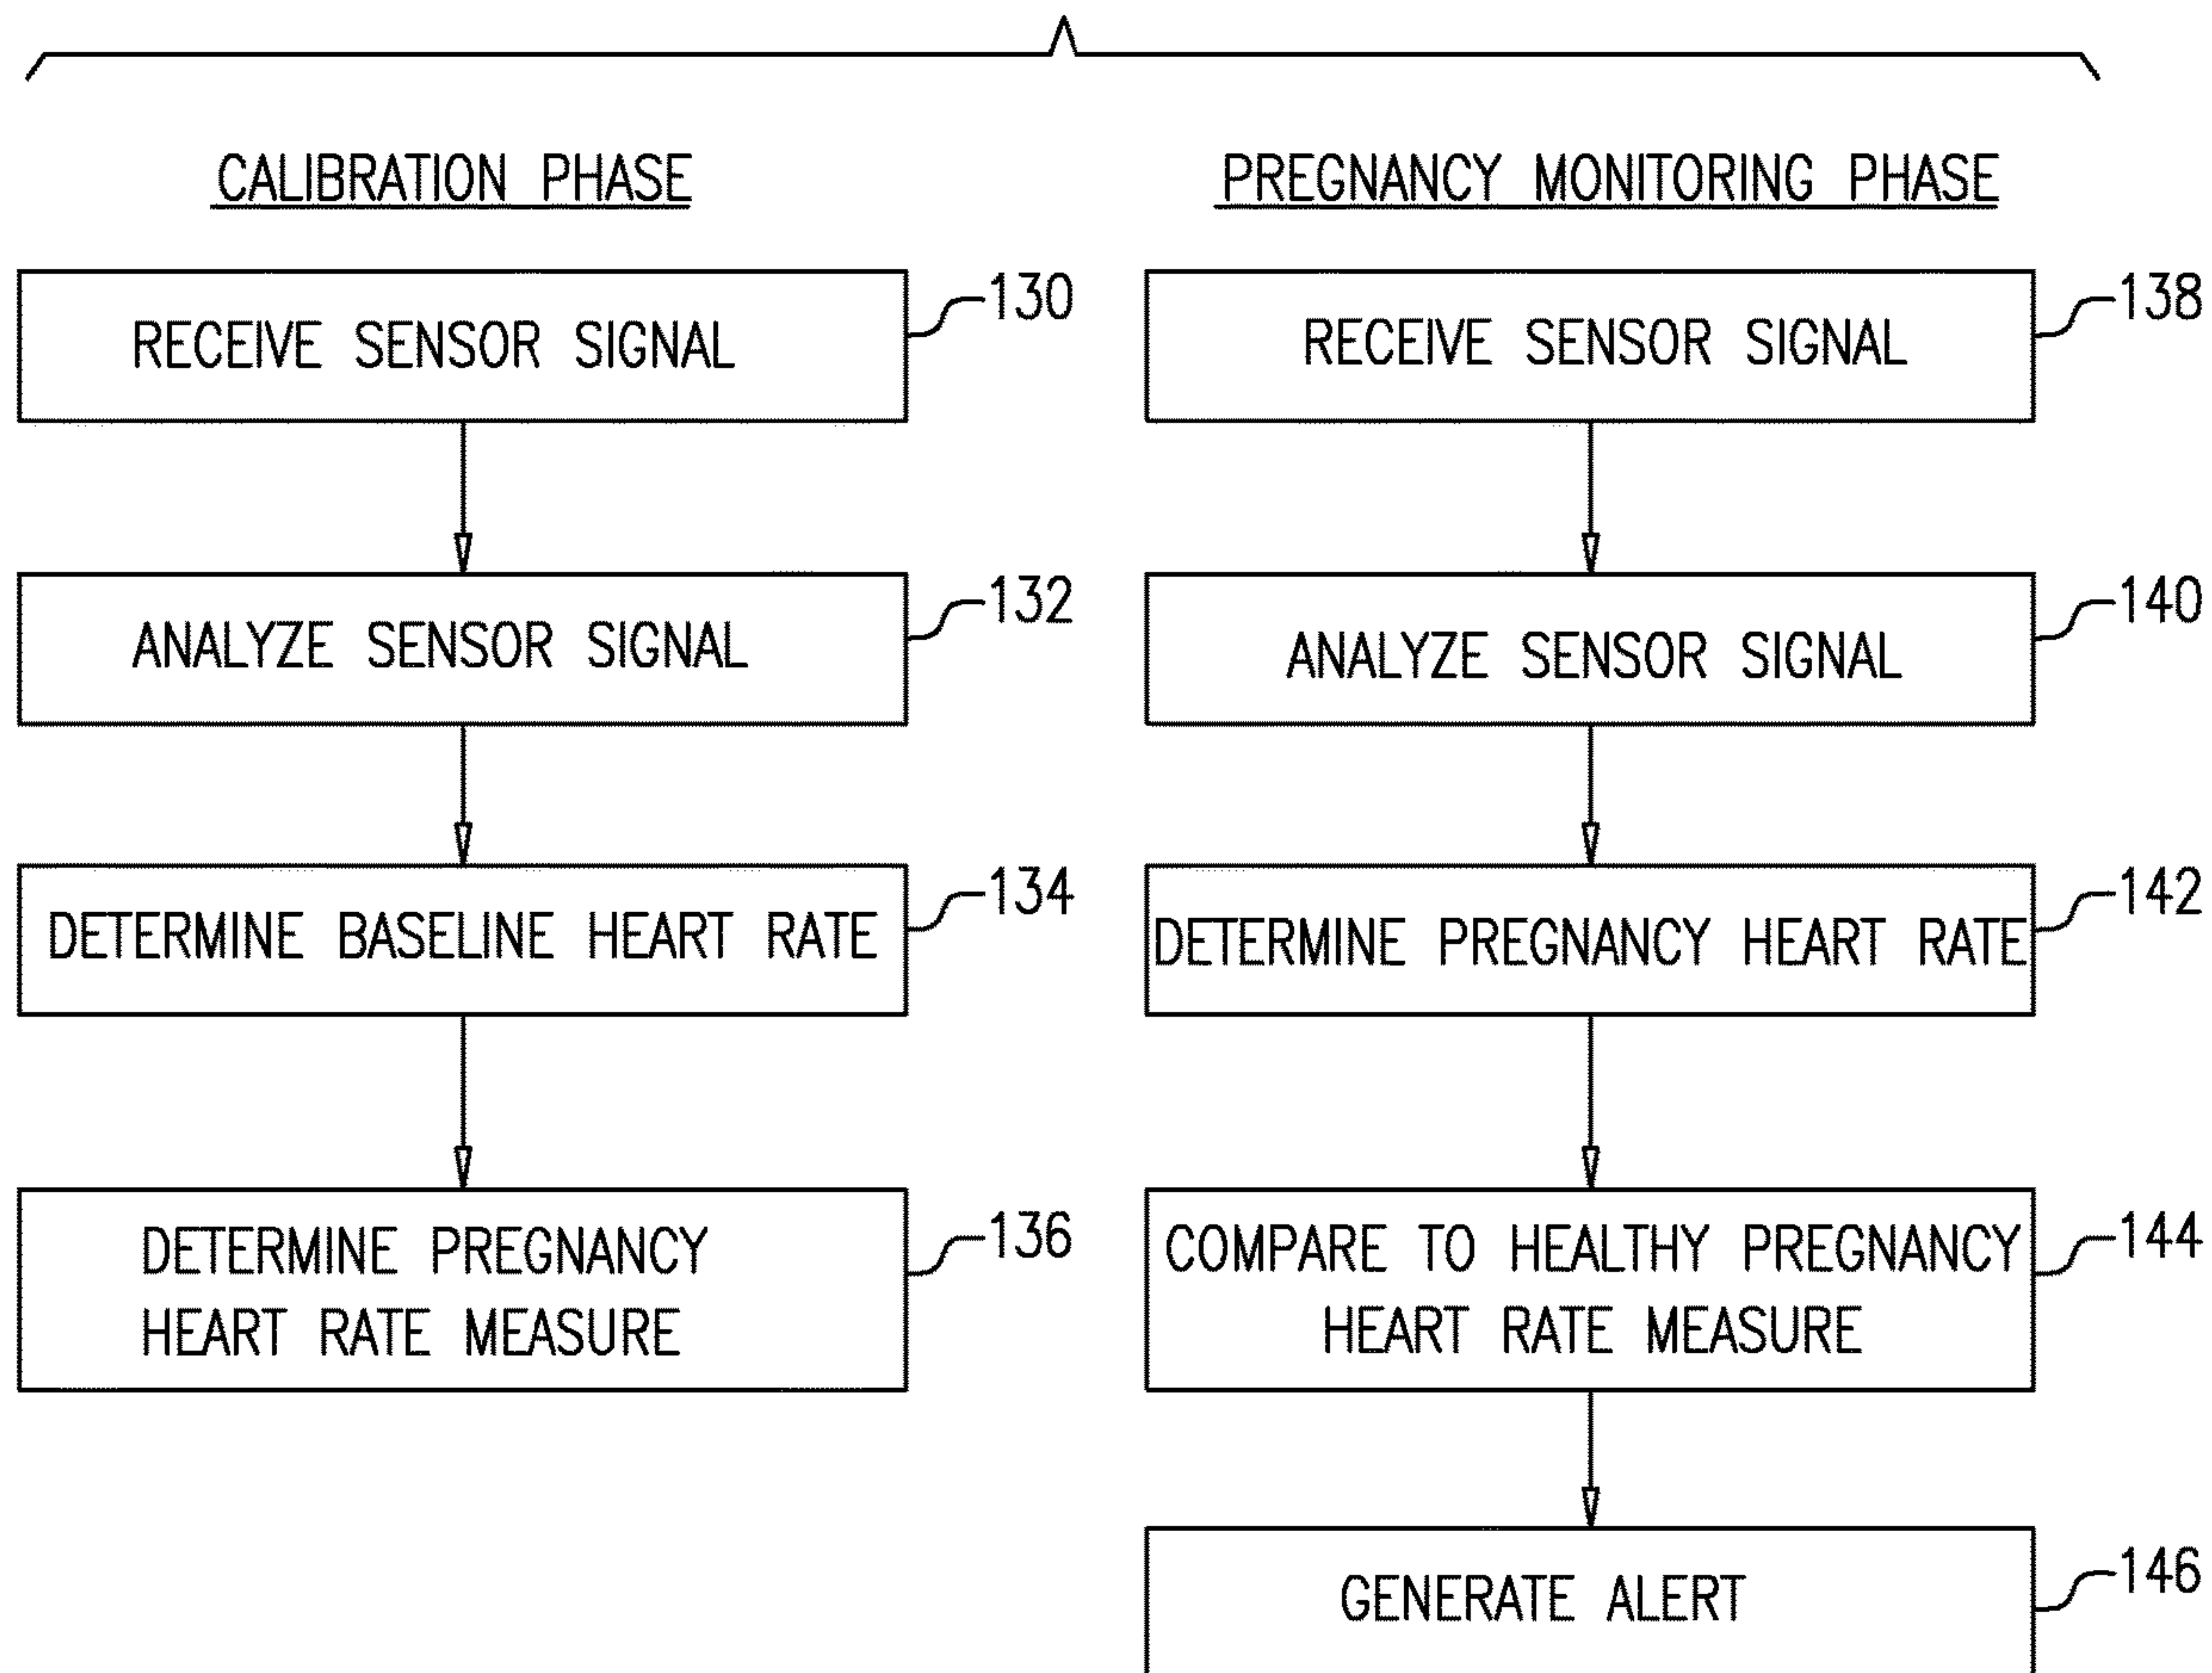 CALIBRATION PHASE
RECEIVE SENSOR SIGNAL
130
ANALYZE SENSOR SIGNAL
132
DETERMINE BASELINE HEART RATE
134
DETERMINE PREGNANCY
HEART RATE MEASURE
136
PREGNANCY MONITORING PHASE
RECEIVE SENSOR SIGNAL
138
ANALYZE SENSOR SIGNAL
140
DETERMINE PREGNANCY HEART RATE
142
COMPARE TO HEALTHY PREGNANCY
HEART RATE MEASURE
144
GENERATE ALERT
146